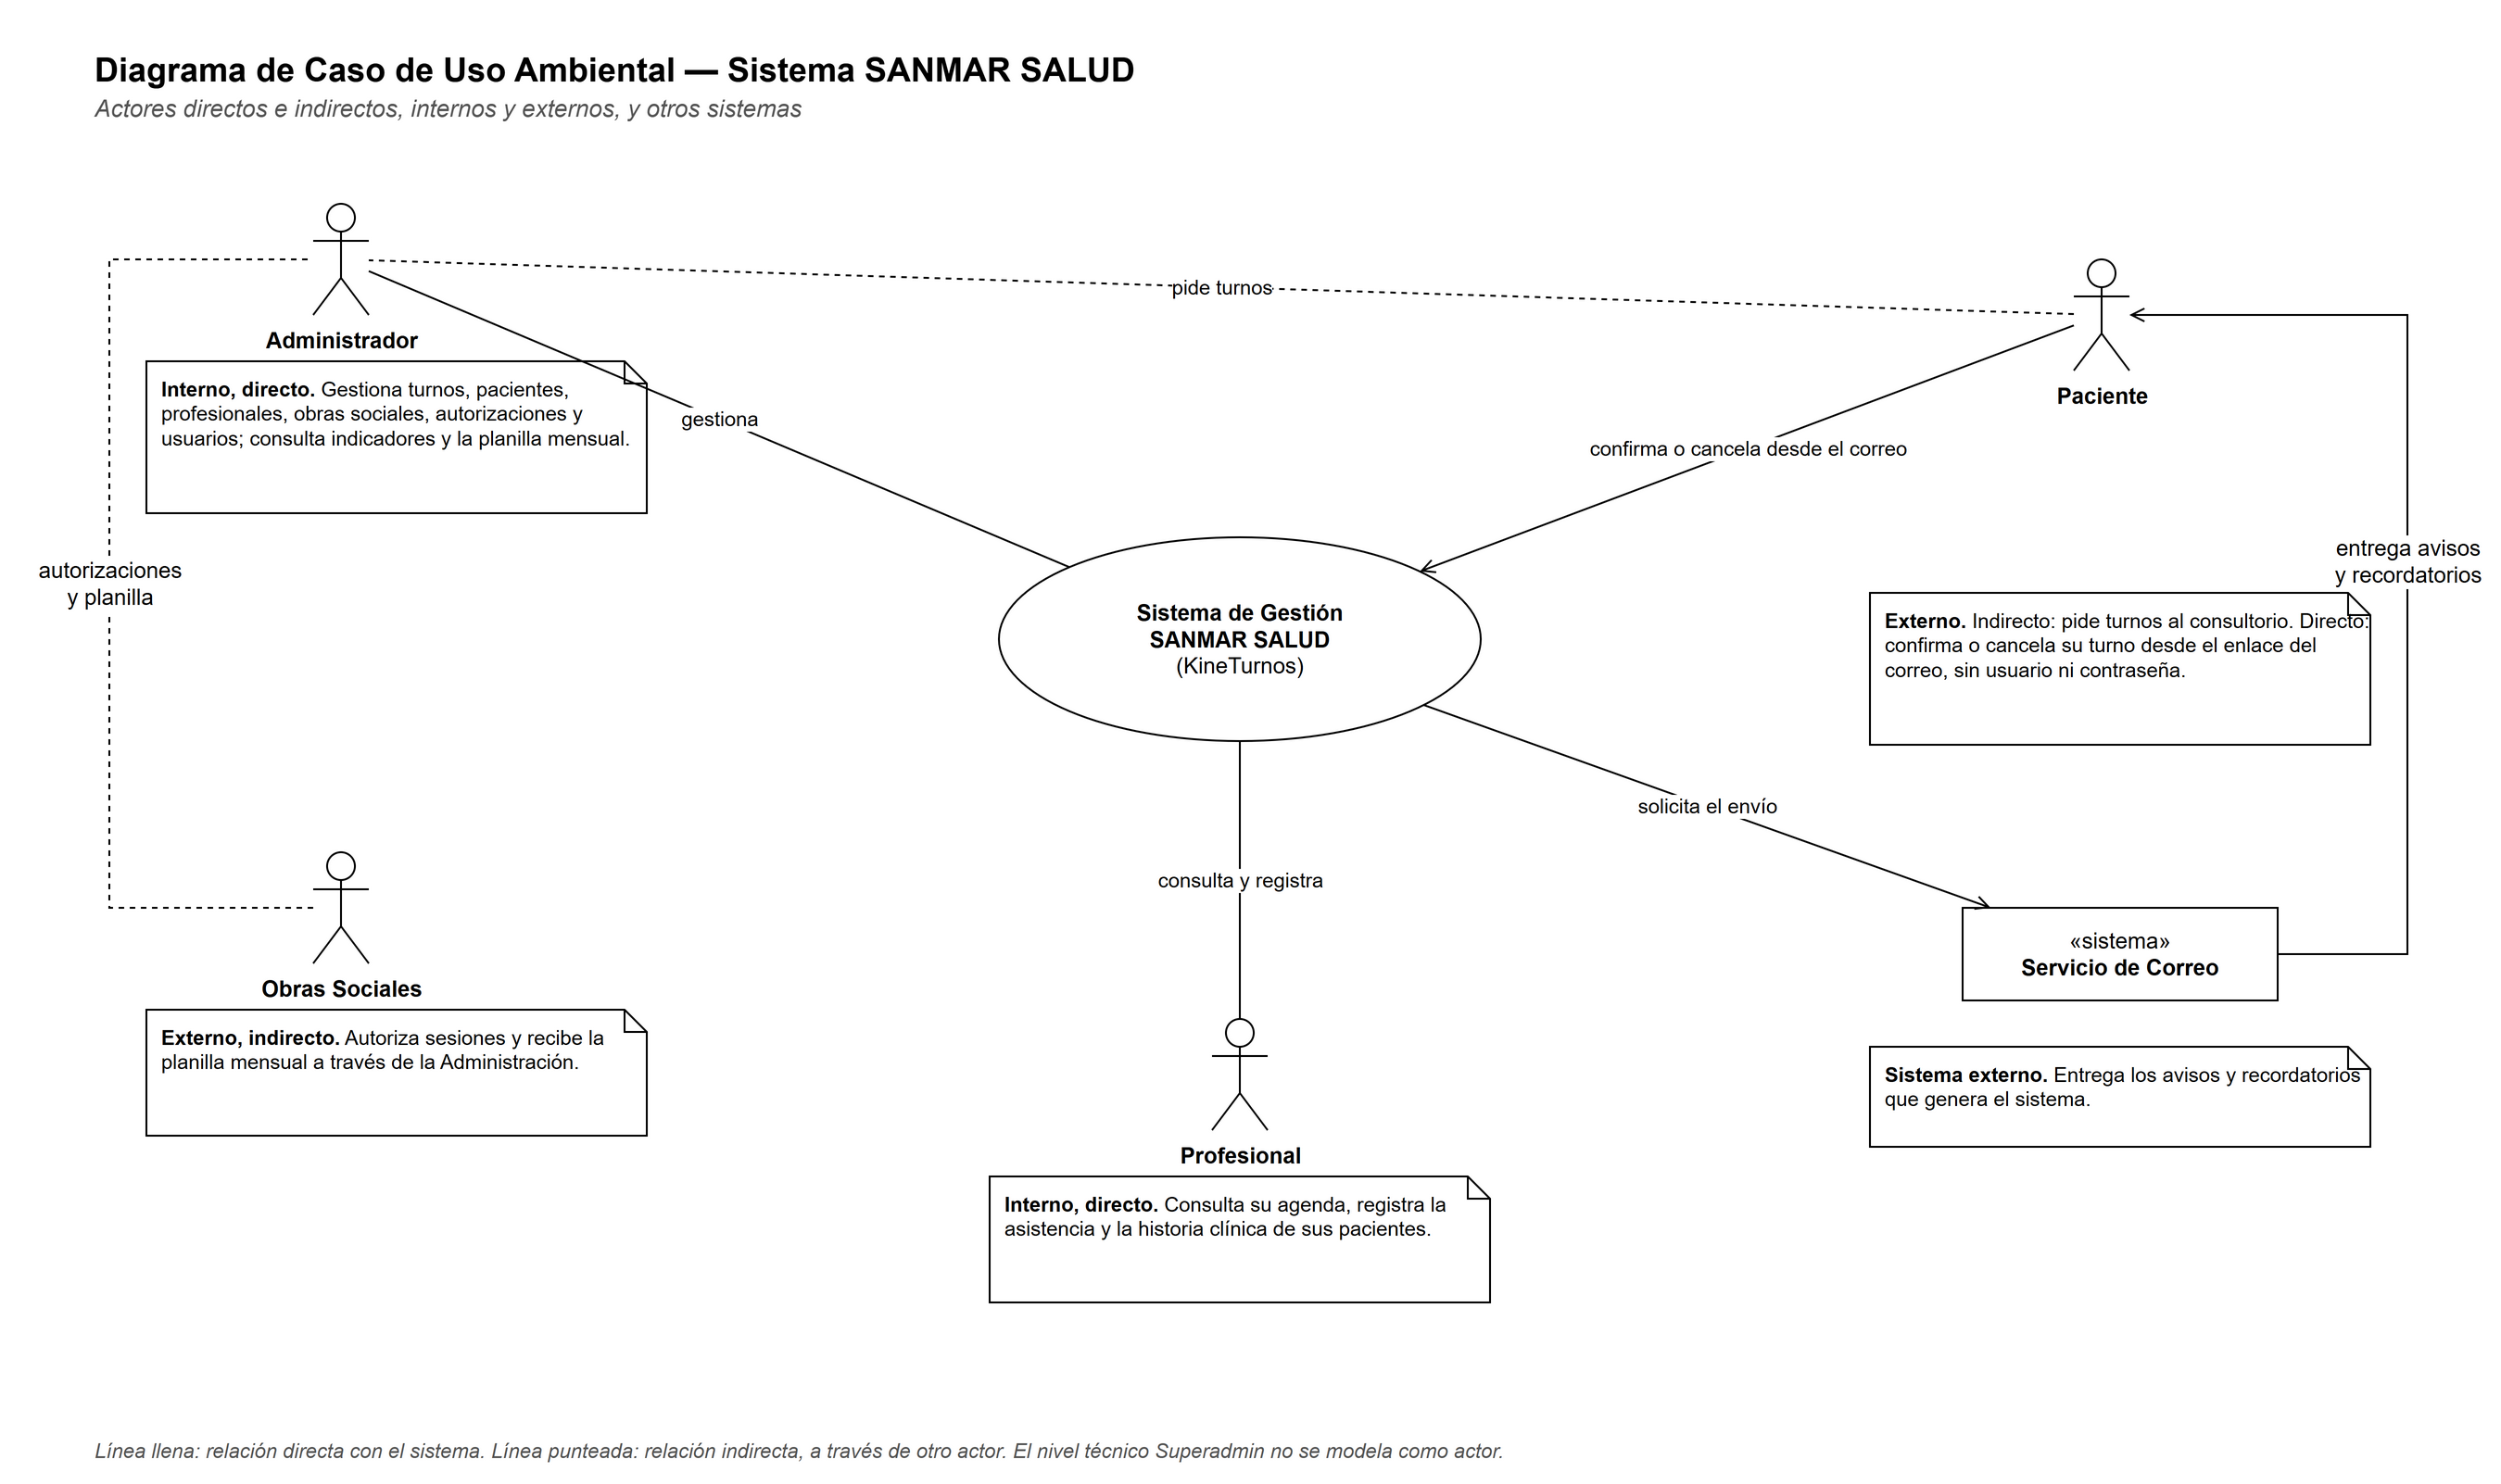 Diagrama de Caso de Uso Ambiental — Sistema SANMAR SALUD
Actores directos e indirectos, internos y externos, y otros sistemas
pide turnos
Administrador
Interno, directo. Gestiona turnos, pacientes,
profesionales, obras sociales, autorizaciones y
usuarios; consulta indicadores y la planilla mensual.
gestiona
Paciente
confirma o cancela desde el correo
autorizaciones
y planilla
entrega avisos
y recordatorios
Sistema de Gestión
SANMAR SALUD
(KineTurnos)
Externo. Indirecto: pide turnos al consultorio. Directo:
confirma o cancela su turno desde el enlace del
correo, sin usuario ni contraseña.
solicita el envío
consulta y registra
«sistema»
Servicio de Correo
Obras Sociales
Externo, indirecto. Autoriza sesiones y recibe la
planilla mensual a través de la Administración.
Sistema externo. Entrega los avisos y recordatorios
que genera el sistema.
Profesional
Interno, directo. Consulta su agenda, registra la
asistencia y la historia clínica de sus pacientes.
Línea llena: relación directa con el sistema. Línea punteada: relación indirecta, a través de otro actor. El nivel técnico Superadmin no se modela como actor.